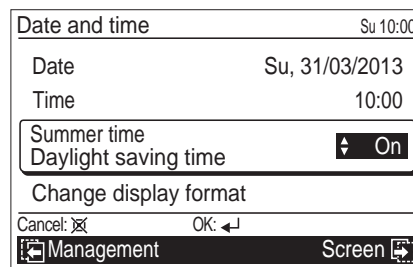 Date and time Su 10:00
Date Su, 31/03/2013
Time 10:00
Summer time
Daylight saving time On
Change display format
Cancel: OK:
Management Screen